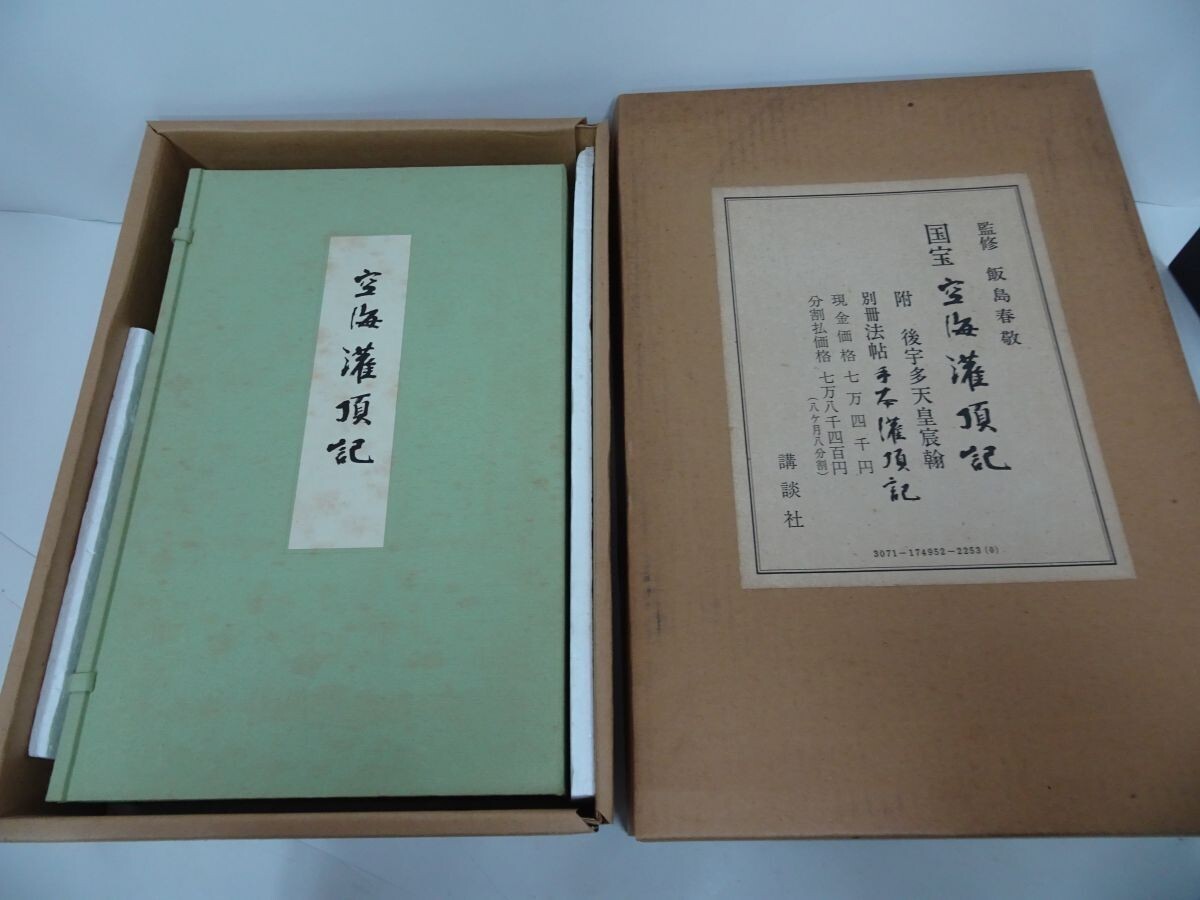 空海灌頂記
監修 飯島春敬
国宝 空海灌頂記
附 後宇多天皇宸翰
別冊法帖 手本灌頂記
現金価格 七万四千円
分割払価格 七万八千四百円
(八ケ月八分割)
講談社
3071-174952-2253(0)